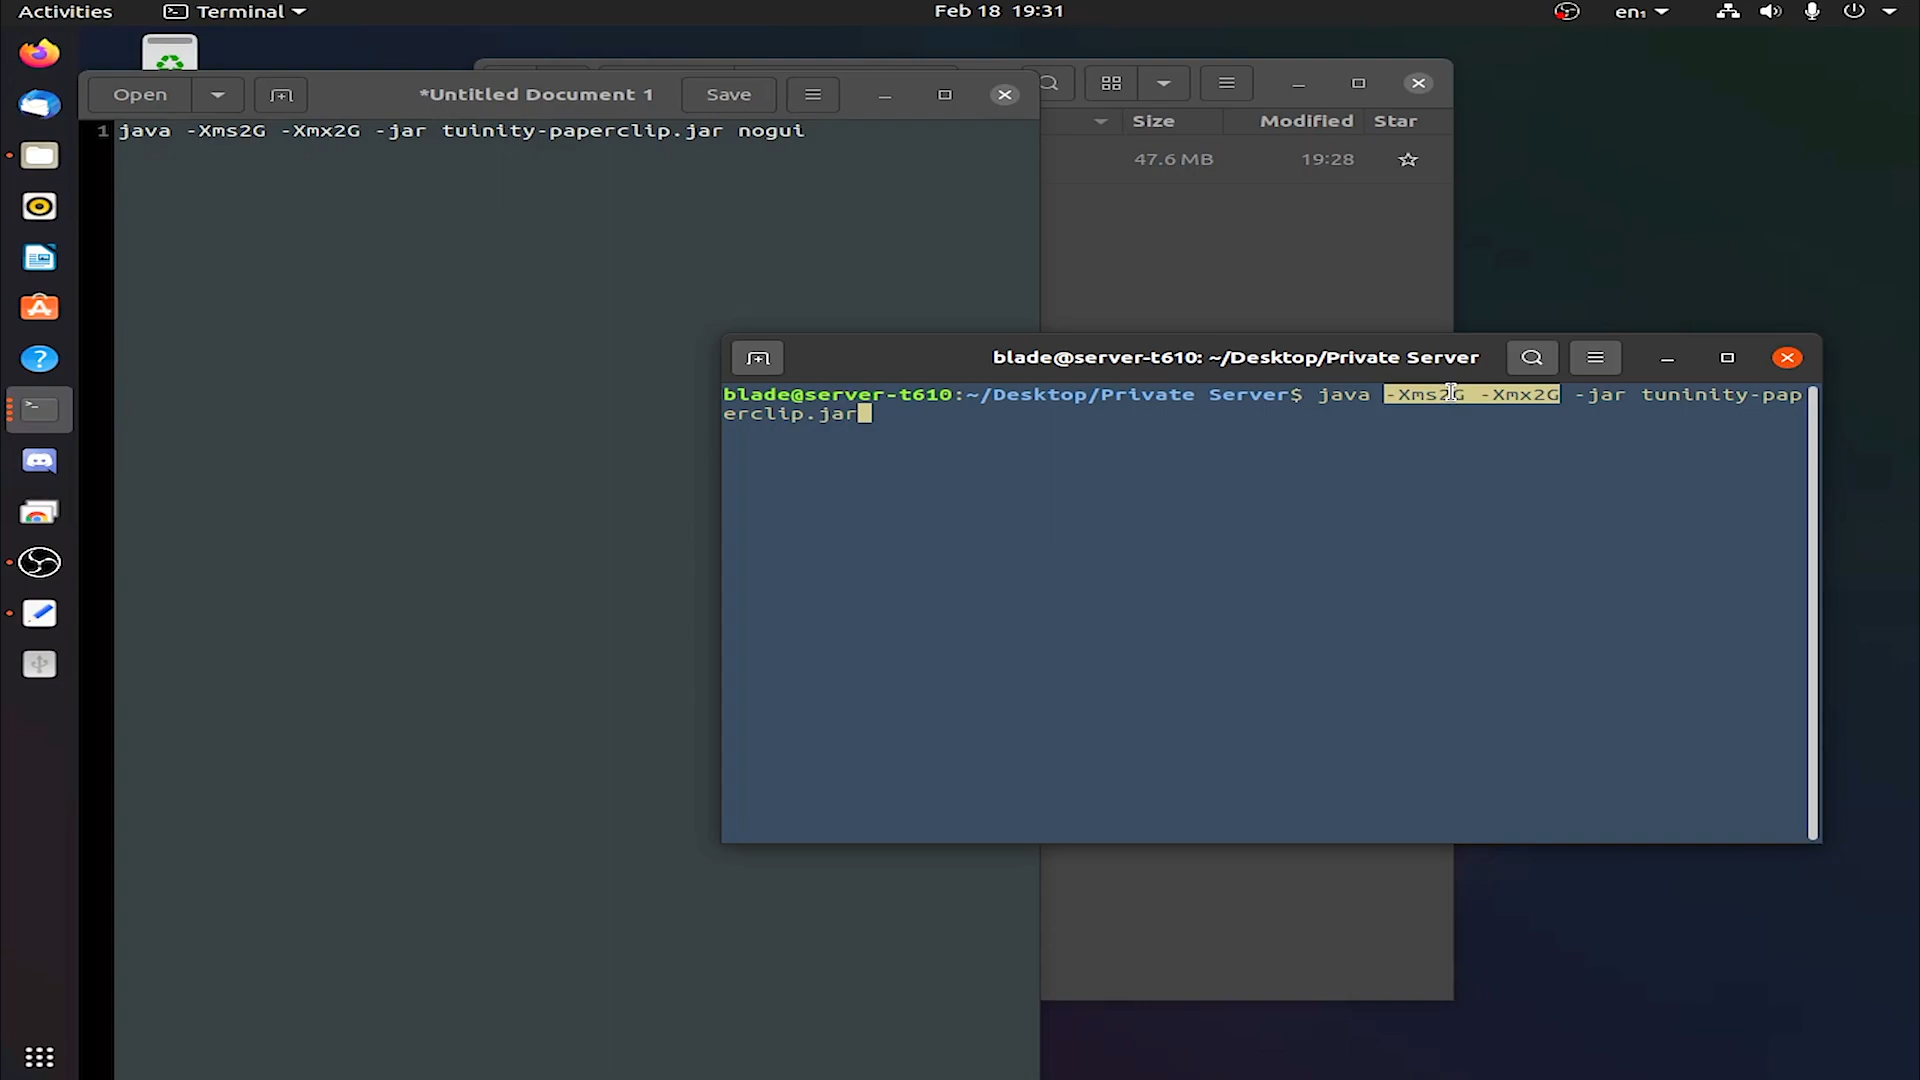 Activities Terminal Feb 18 19:31 en₁
Open *Untitled Document 1 Save
1 java -Xms2G -Xmx2G -jar tuinity-paperclip.jar nogui
Size Modified Star
47.6 MB 19:28
blade@server-t610: ~/Desktop/Private Server
blade@server-t610:~/Desktop/Private Server$ java -Xms2G -Xmx2G -jar tuninity-pap
erclip.jar